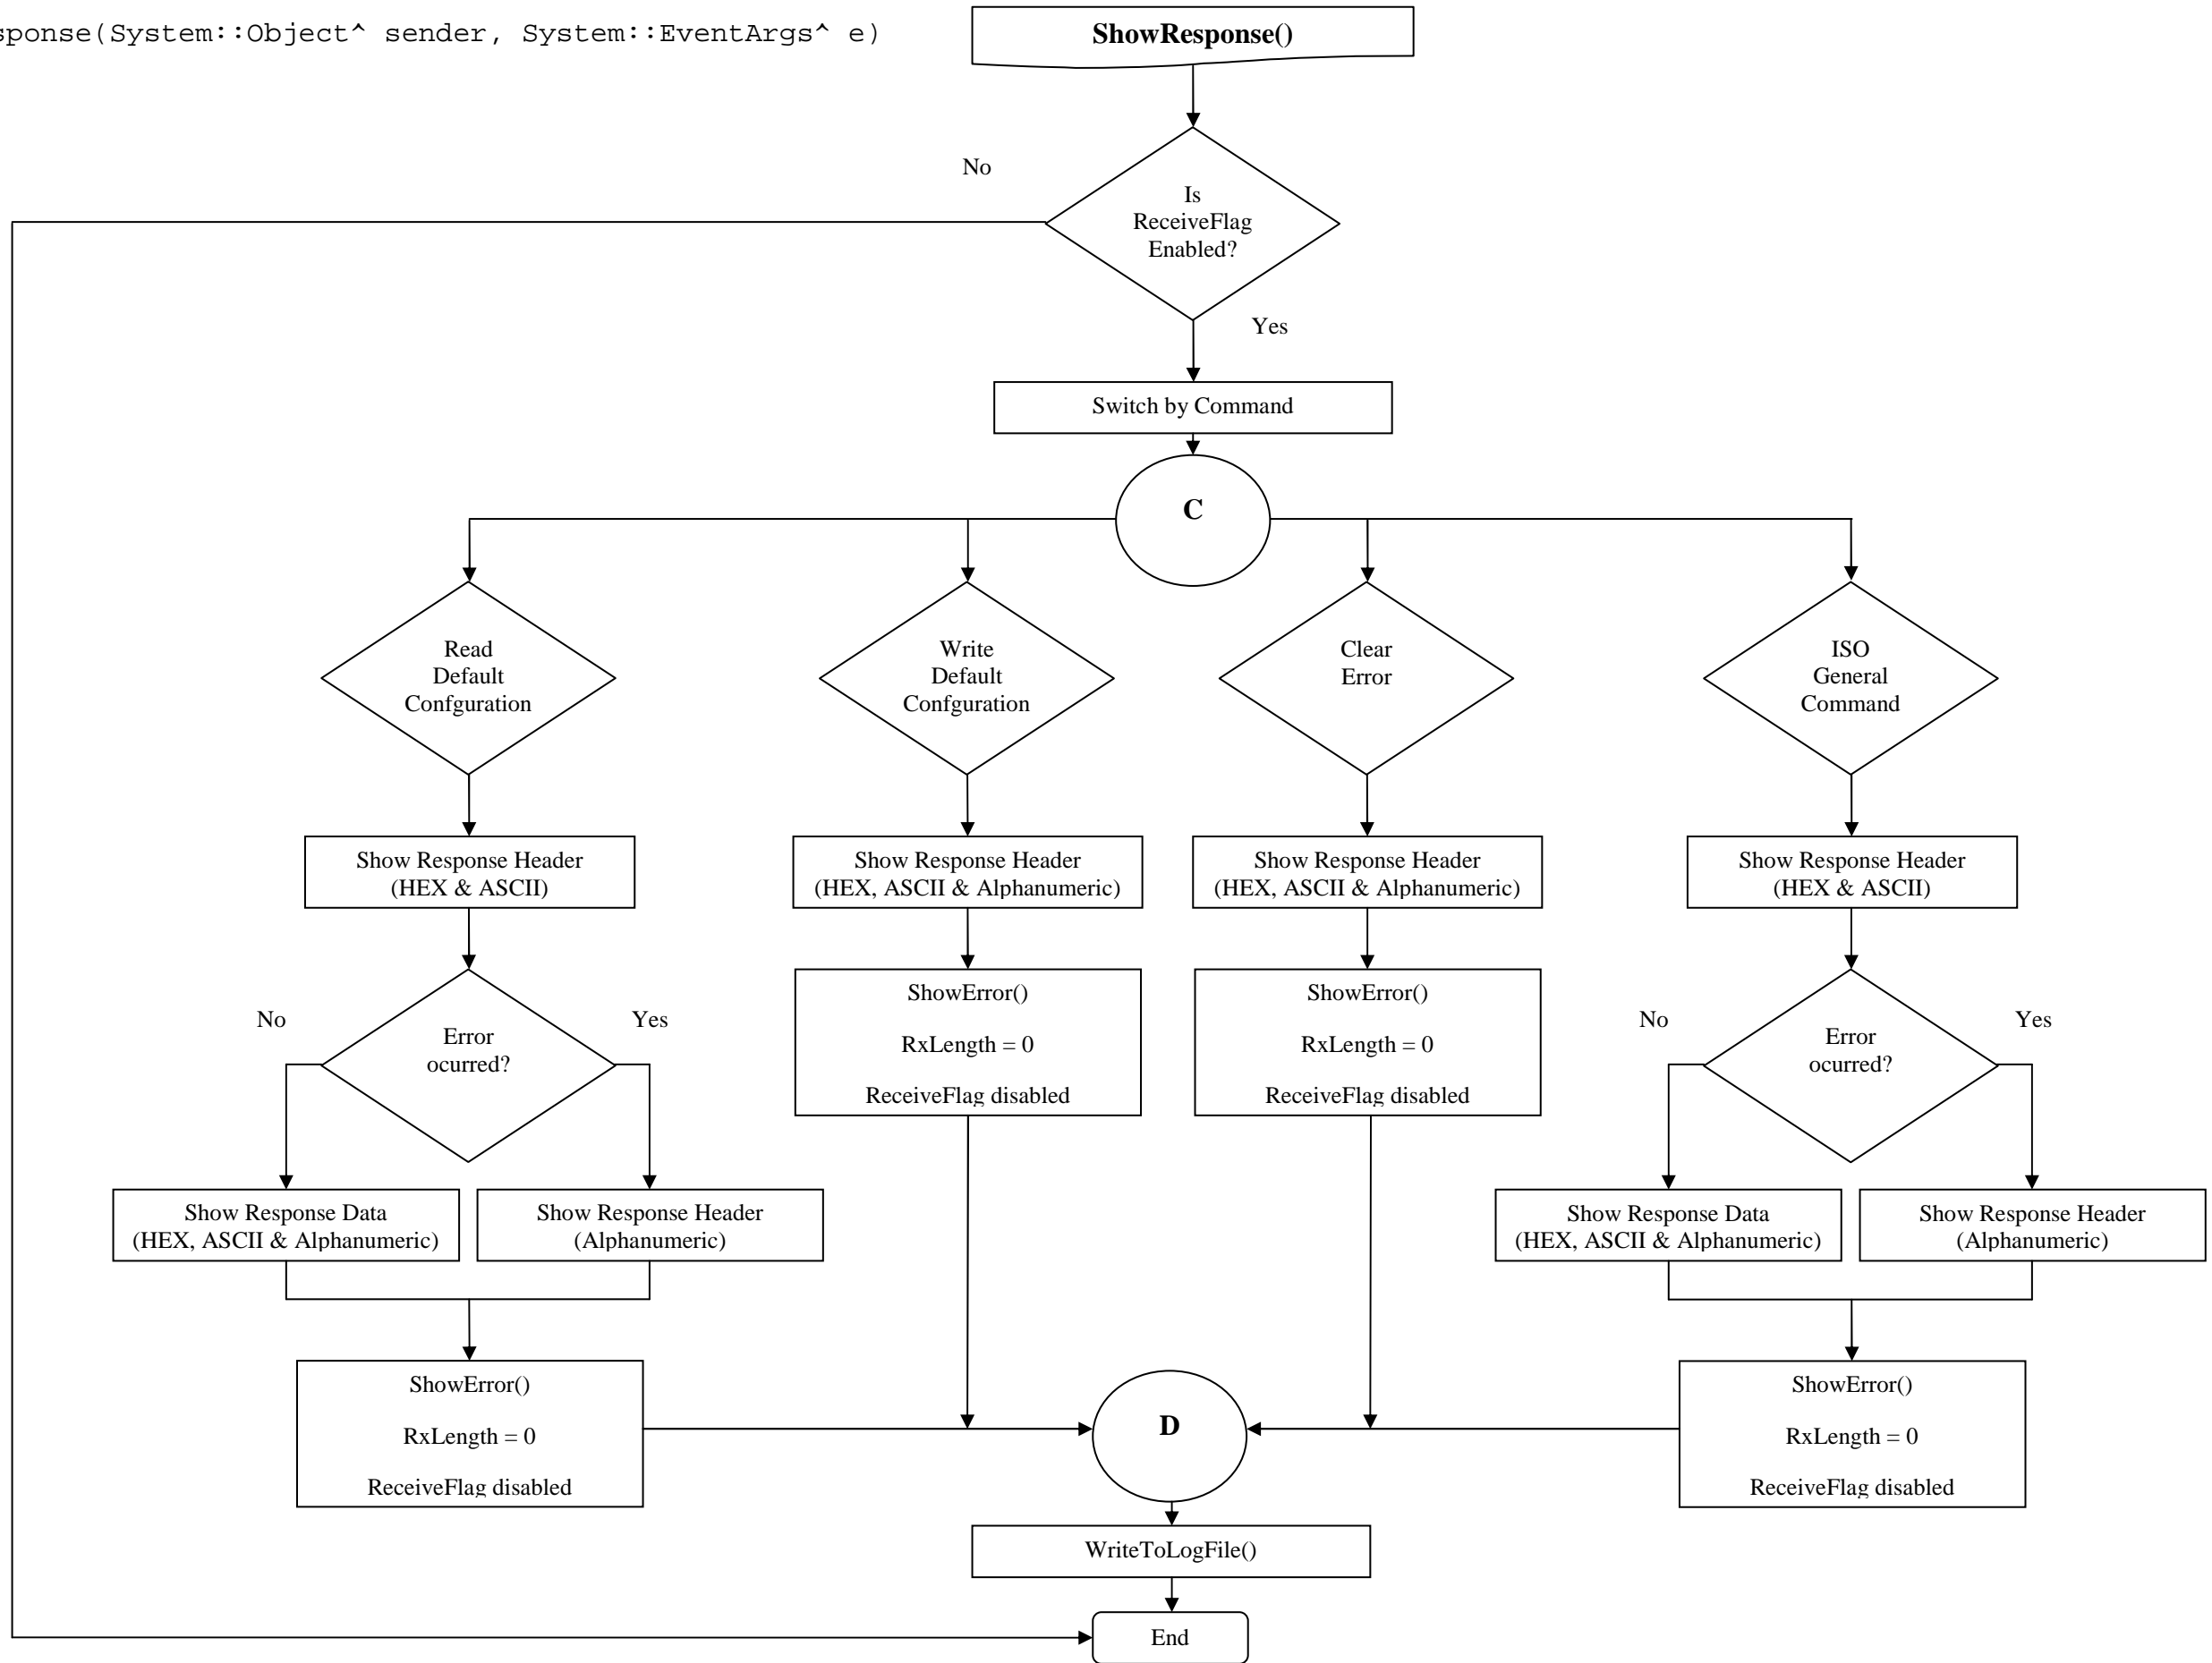 sponse(System::Object^ sender, System::EventArgs^ e)
ShowResponse()
No
Is
ReceiveFlag
Enabled?
Yes
Switch by Command
C
Read
Default
Confguration
Write
Default
Confguration
Clear
Error
ISO
General
Command
Show Response Header
(HEX & ASCII)
Show Response Header
(HEX, ASCII & Alphanumeric)
Show Response Header
(HEX, ASCII & Alphanumeric)
Show Response Header
(HEX & ASCII)
No
Error
ocurred?
Yes
ShowError()
RxLength = 0
ReceiveFlag disabled
ShowError()
RxLength = 0
ReceiveFlag disabled
No
Error
ocurred?
Yes
Show Response Data
(HEX, ASCII & Alphanumeric)
Show Response Header
(Alphanumeric)
Show Response Data
(HEX, ASCII & Alphanumeric)
Show Response Header
(Alphanumeric)
ShowError()
RxLength = 0
ReceiveFlag disabled
D
ShowError()
RxLength = 0
ReceiveFlag disabled
WriteToLogFile()
End